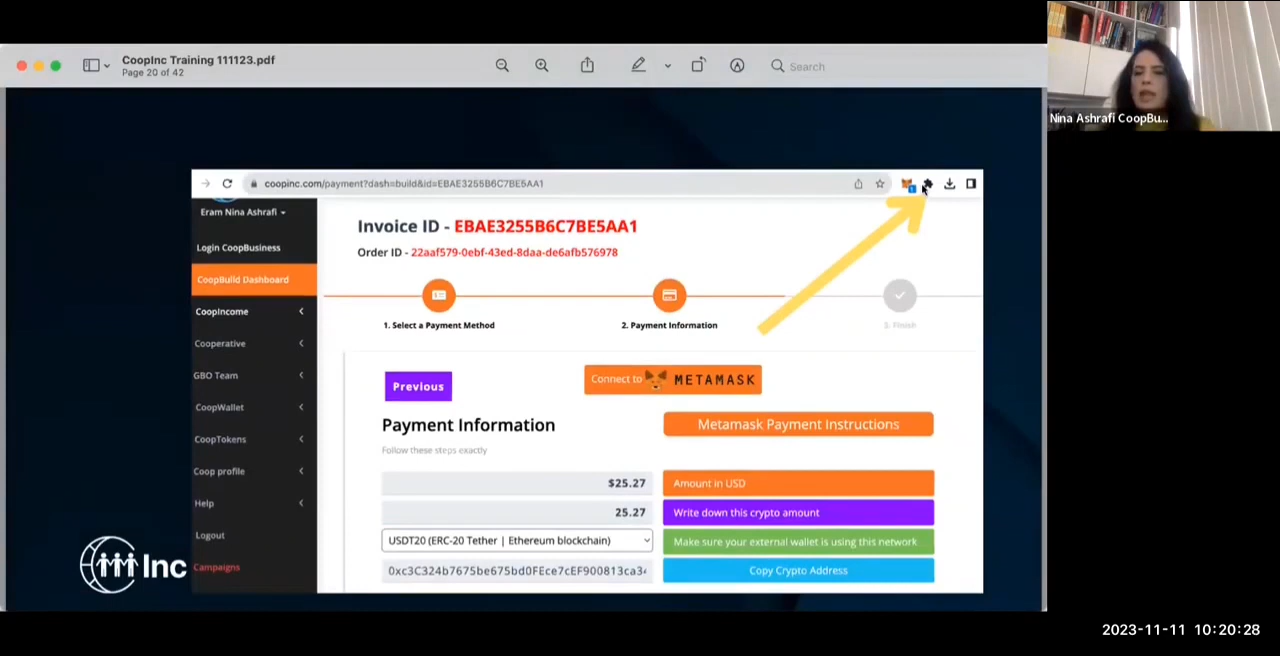 CoopInc Training 111123.pdf
Page 20 of 42
Search
Nina Ashrafi CoopBu...
coopinc.com/payment?dash=build&id=EBAE3255B6C7BE5AA1
Eram Nina Ashrafi
Login CoopBusiness
CoopBuild Dashboard
CoopIncome
Cooperative
GBO Team
CoopWallet
CoopTokens
Coop profile
Help
Logout
Campaigns
Invoice ID - EBAE3255B6C7BE5AA1
Order ID - 22aaf579-0ebf-43ed-8daa-de6afb576978
1. Select a Payment Method
2. Payment Information
3. Finish
Previous
Connect to METAMASK
Payment Information
Metamask Payment Instructions
Follow these steps exactly
$25.27
Amount in USD
25.27
Write down this crypto amount
USDT20 (ERC-20 Tether | Ethereum blockchain)
Make sure your external wallet is using this network
0xc3C324b7675be675bd0FEce7cEF900813ca3
Copy Crypto Address
Inc
2023-11-11 10:20:28